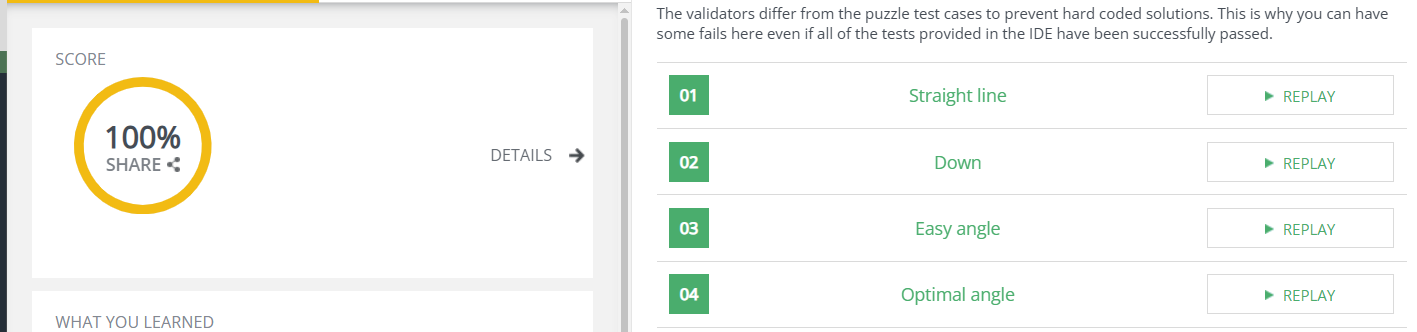 SCORE
100%
SHARE
DETAILS
WHAT YOU LEARNED
The validators differ from the puzzle test cases to prevent hard coded solutions. This is why you can have
some fails here even if all of the tests provided in the IDE have been successfully passed.
01 Straight line REPLAY
02 Down REPLAY
03 Easy angle REPLAY
04 Optimal angle REPLAY